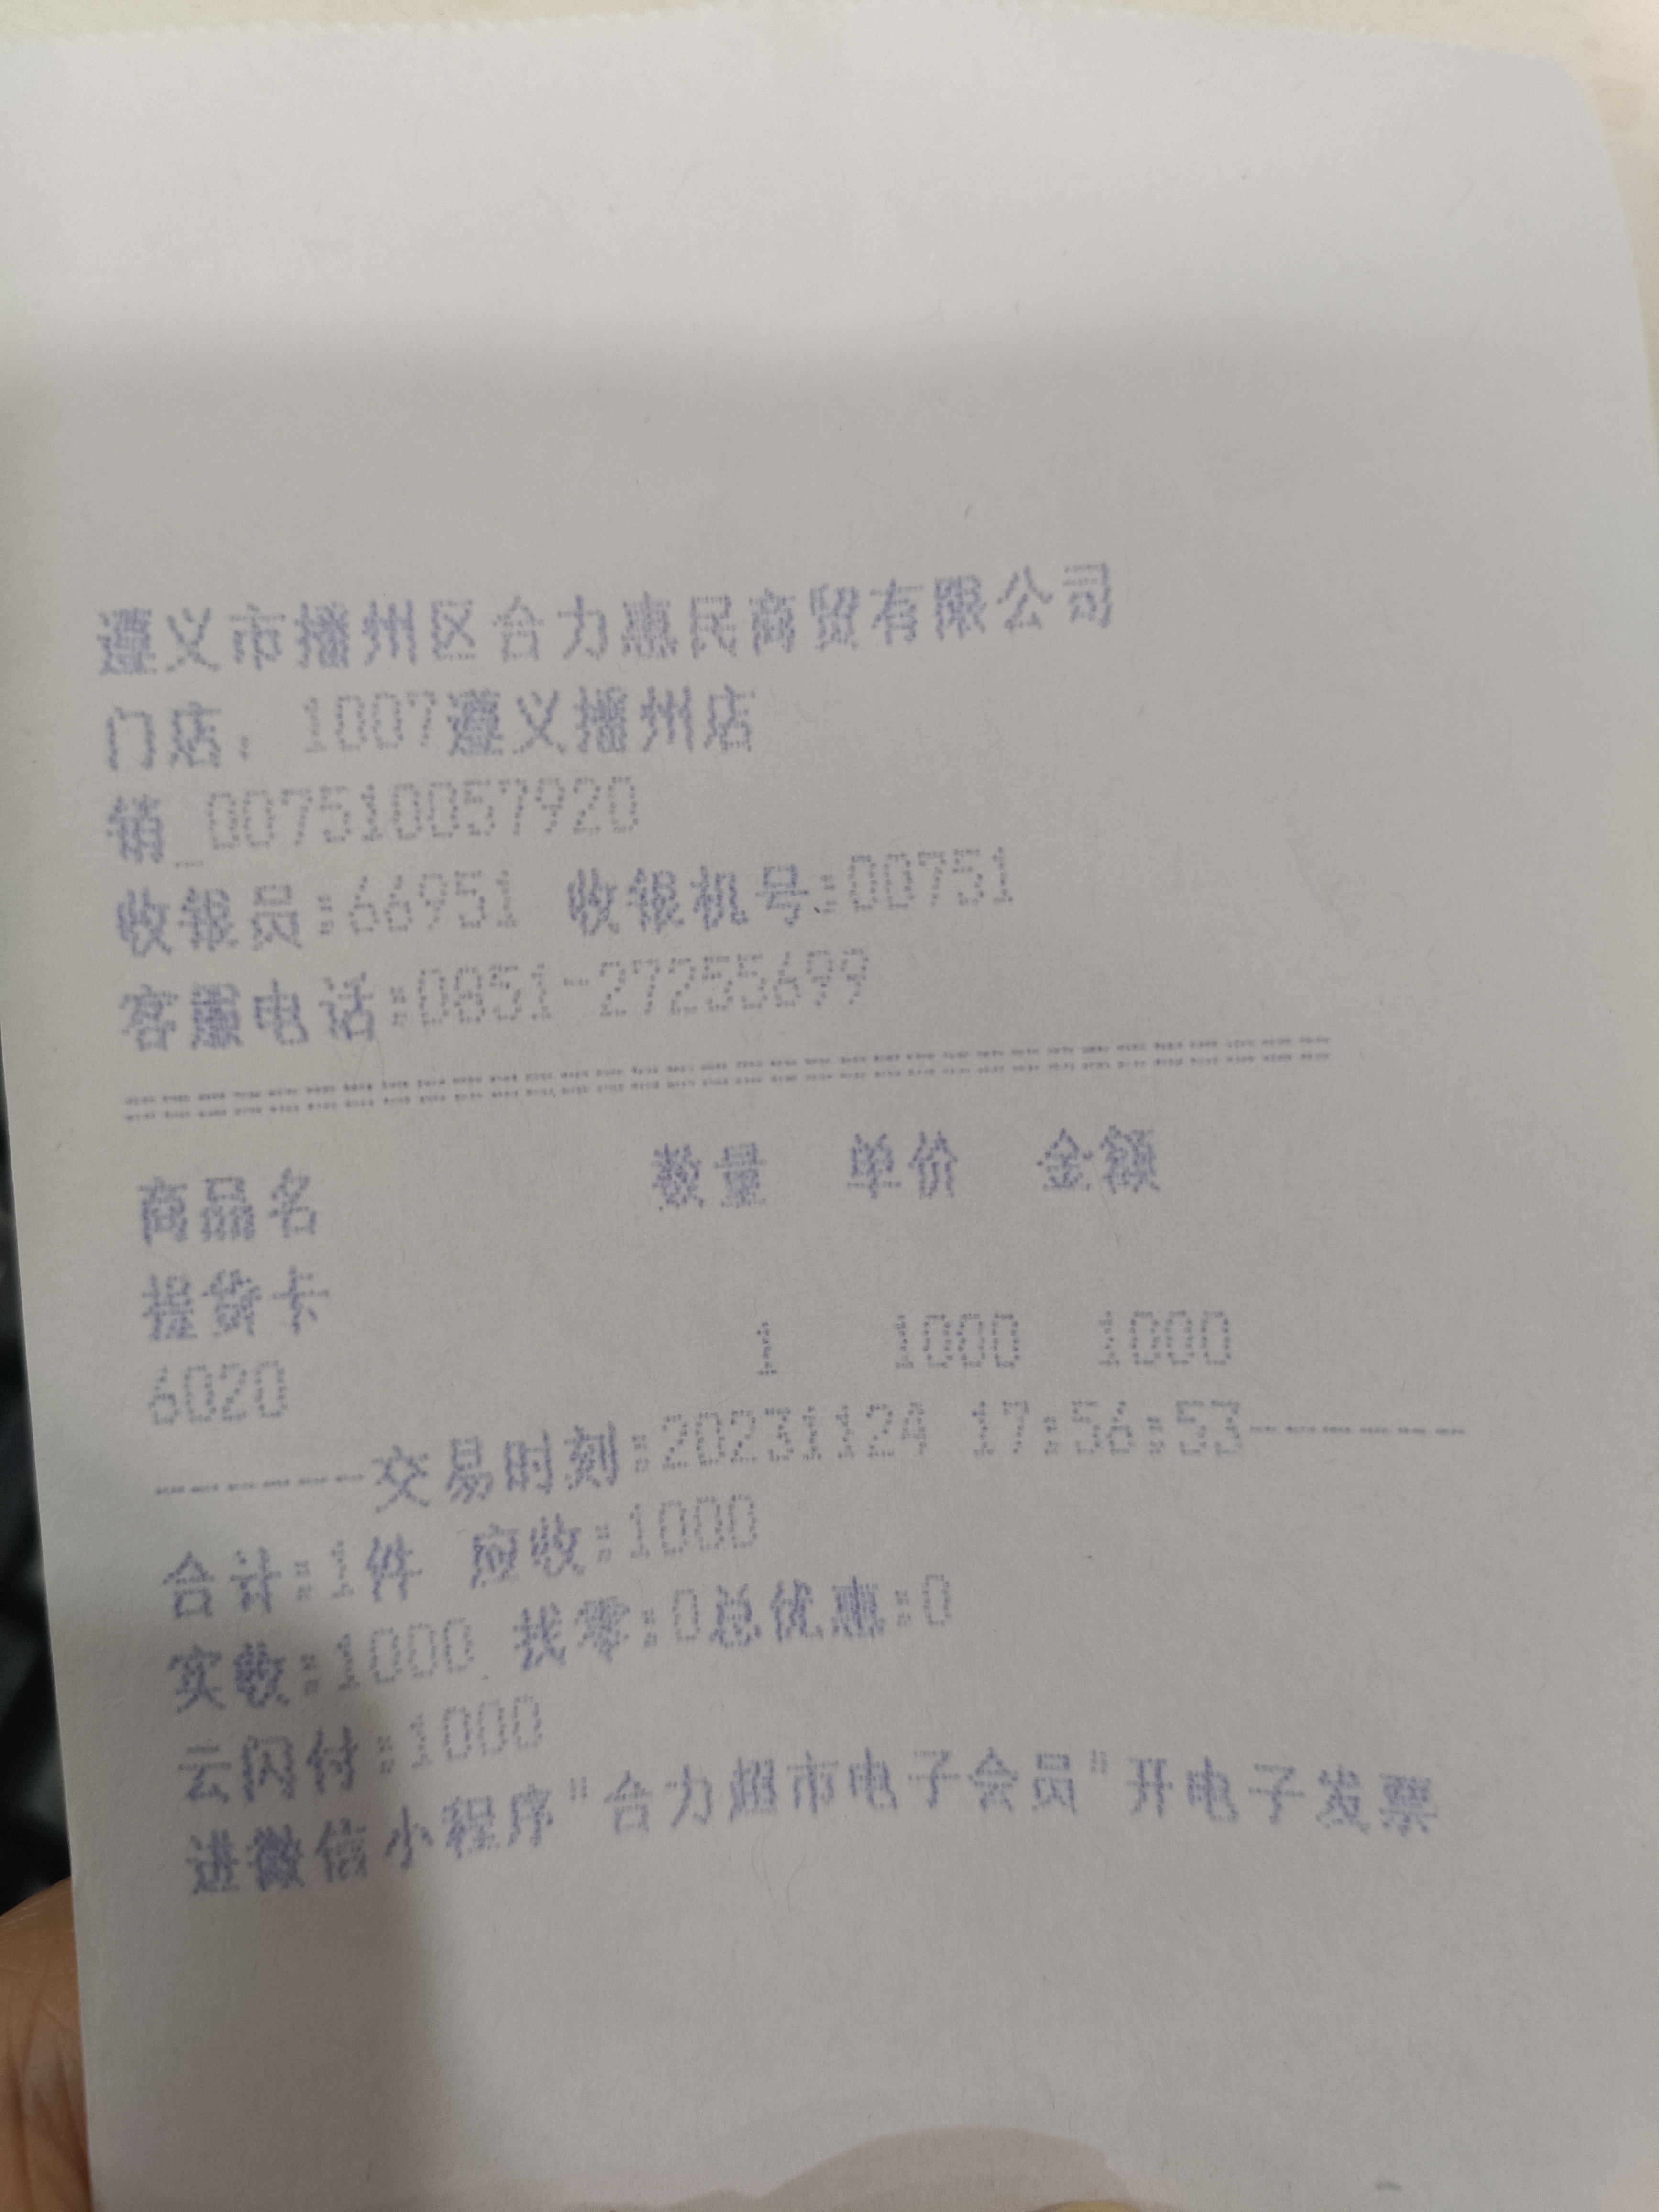 遵义市播州区合力惠民商贸有限公司
门店: 1007遵义播州店
销_007510057920
收银员:66951 收银机号:00751
客服电话:0851-27255699
商品名 数量 单价 金额
提货卡
6020 1 1000 1000
------交易时刻:20231124 17:56:53------
合计:1件 应收:1000
实收:1000 找零:0总优惠:0
云闪付:1000
进微信小程序"合力超市电子会员"开电子发票